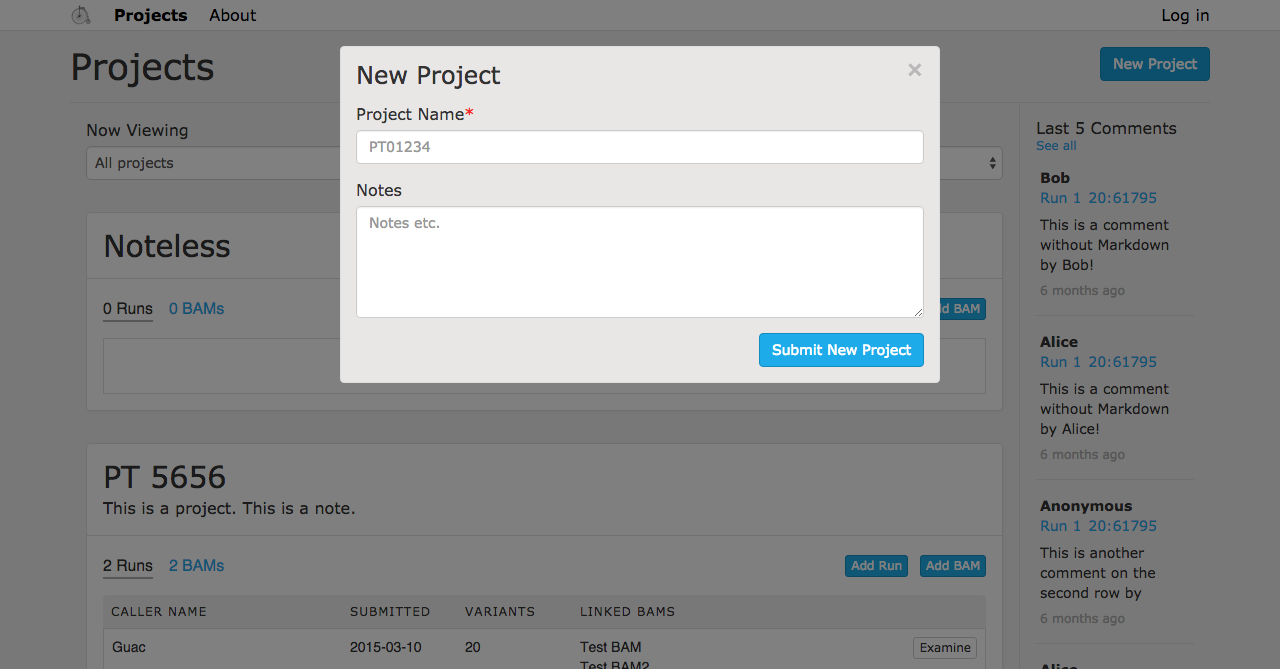 Projects About Log in
Projects
New Project
Now Viewing
All projects
Noteless
0 Runs 0 BAMs
d BAM
PT 5656
This is a project. This is a note.
2 Runs 2 BAMs
Add Run Add BAM
CALLER NAME SUBMITTED VARIANTS LINKED BAMS
Guac 2015-03-10 20 Test BAM Examine
Test BAM2
New Project ×
Project Name*
PT01234
Notes
Notes etc.
Submit New Project
Last 5 Comments
See all
Bob
Run 1 20:61795
This is a comment
without Markdown
by Bob!
6 months ago
Alice
Run 1 20:61795
This is a comment
without Markdown
by Alice!
6 months ago
Anonymous
Run 1 20:61795
This is another
comment on the
second row by
6 months ago
Alice